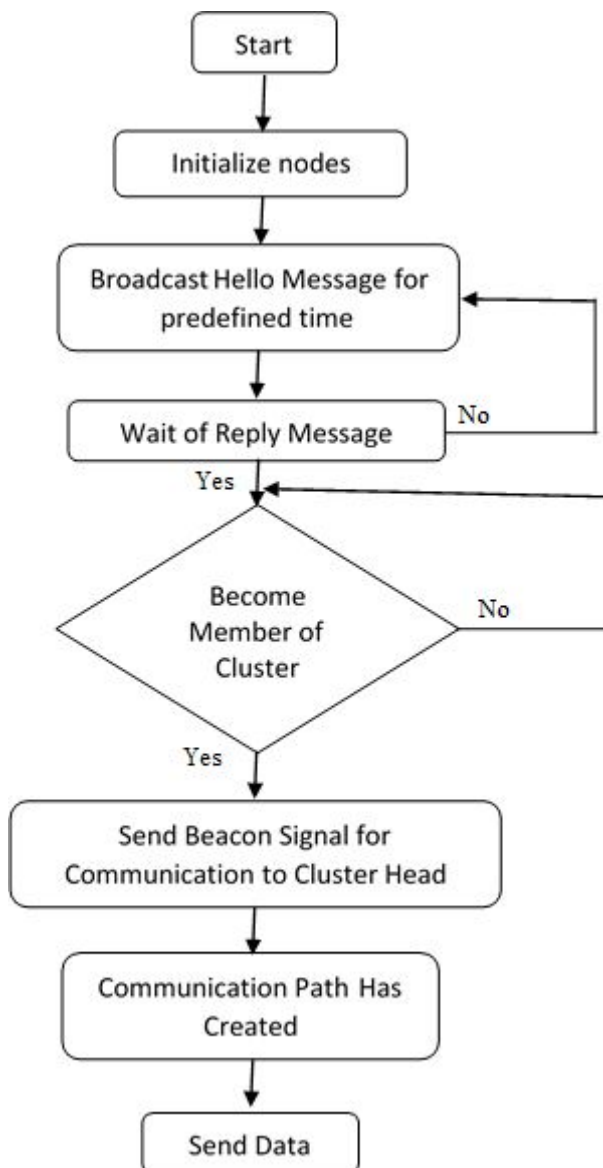 Start
Initialize nodes
Broadcast Hello Message for
predefined time
Wait of Reply Message
No
Yes
Become
Member of
Cluster
No
Yes
Send Beacon Signal for
Communication to Cluster Head
Communication Path Has
Created
Send Data